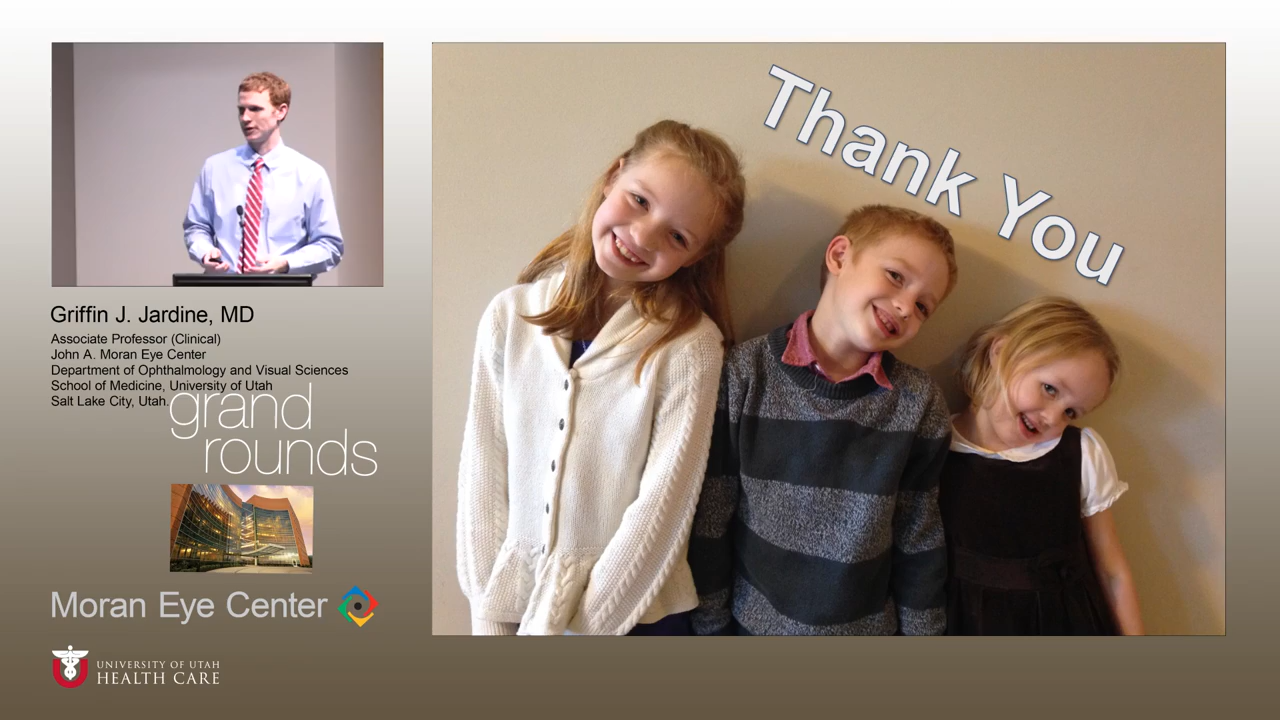 Griffin J. Jardine, MD
Associate Professor (Clinical)
John A. Moran Eye Center
Department of Ophthalmology and Visual Sciences
School of Medicine, University of Utah
Salt Lake City, Utah.
grand
rounds
Moran Eye Center
UNIVERSITY OF UTAH
HEALTH CARE
Thank You